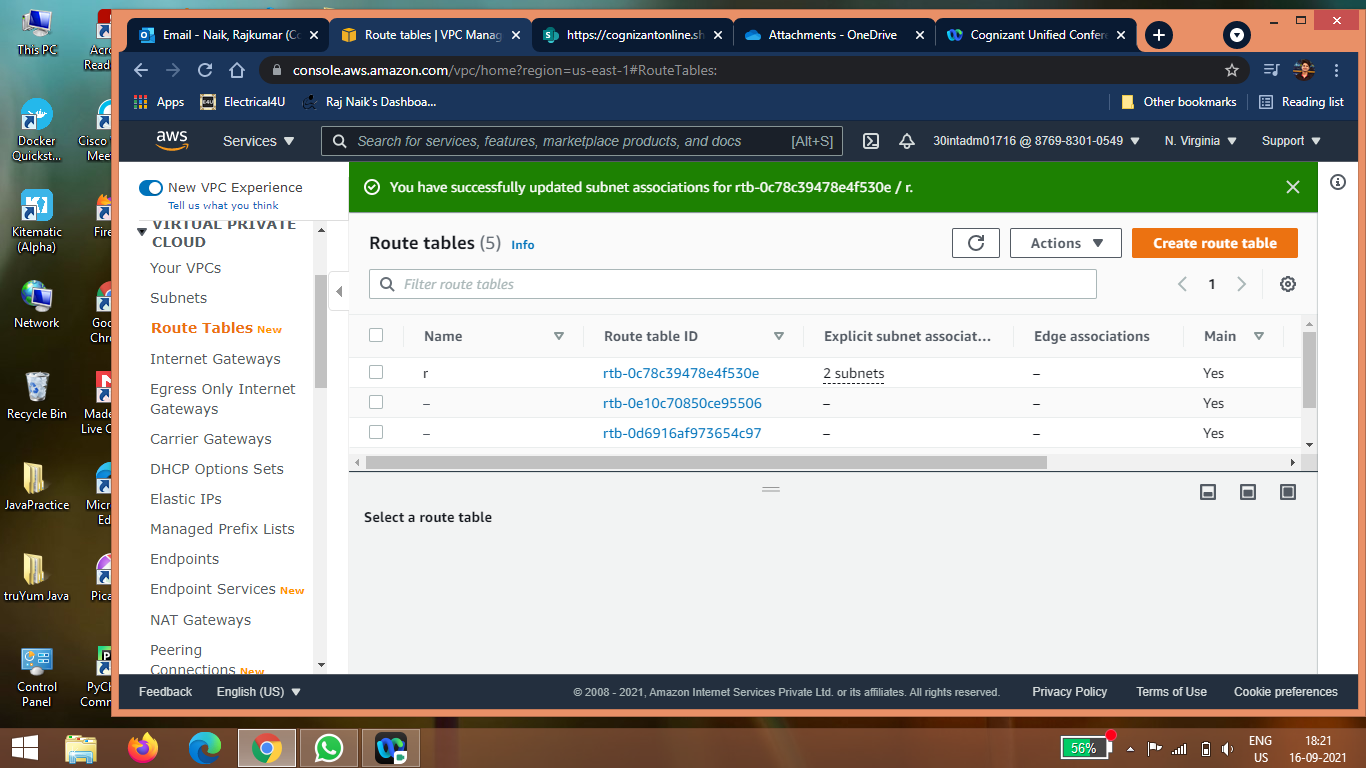 This PC
Acro
Read
Docker
Quickst...
Cisco
Mee
Kitematic
(Alpha)
Fire
Network
Goo
Chr
Recycle Bin
Made
Live C
JavaPractice
Micr
Ed
truYum Java
Pica
Control
Panel
PyCh
Comm
Email - Naik, Rajkumar (Co
Route tables | VPC Manag
https://cognizantonline.sh
Attachments - OneDrive
Cognizant Unified Confere
console.aws.amazon.com/vpc/home?region=us-east-1#RouteTables:
Apps
Electrical4U
Raj Naik's Dashboa...
Other bookmarks
Reading list
aws
Services
Search for services, features, marketplace products, and docs
[Alt+S]
30intadm01716 @ 8769-8301-0549
N. Virginia
Support
New VPC Experience
Tell us what you think
VIRTUAL PRIVATE
CLOUD
Your VPCs
Subnets
Route Tables New
Internet Gateways
Egress Only Internet
Gateways
Carrier Gateways
DHCP Options Sets
Elastic IPs
Managed Prefix Lists
Endpoints
Endpoint Services New
NAT Gateways
Peering
Connections New
You have successfully updated subnet associations for rtb-0c78c39478e4f530e / r.
Route tables (5) Info
Actions
Create route table
Filter route tables
1
Name Route table ID Explicit subnet associat... Edge associations Main
r rtb-0c78c39478e4f530e 2 subnets – Yes
– rtb-0e10c70850ce95506 – – Yes
– rtb-0d6916af973654c97 – – Yes
Select a route table
Feedback
English (US)
© 2008 - 2021, Amazon Internet Services Private Ltd. or its affiliates. All rights reserved.
Privacy Policy
Terms of Use
Cookie preferences
56%
ENG
US
18:21
16-09-2021